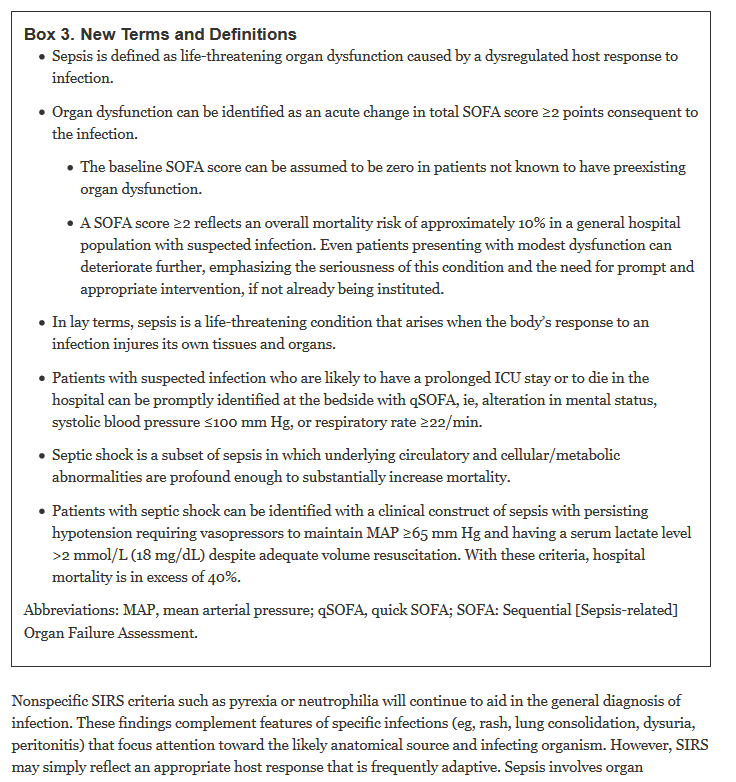 Box 3. New Terms and Definitions
• Sepsis is defined as life-threatening organ dysfunction caused by a dysregulated host response to
infection.
• Organ dysfunction can be identified as an acute change in total SOFA score ≥2 points consequent to
the infection.
• The baseline SOFA score can be assumed to be zero in patients not known to have preexisting
organ dysfunction.
• A SOFA score ≥2 reflects an overall mortality risk of approximately 10% in a general hospital
population with suspected infection. Even patients presenting with modest dysfunction can
deteriorate further, emphasizing the seriousness of this condition and the need for prompt and
appropriate intervention, if not already being instituted.
• In lay terms, sepsis is a life-threatening condition that arises when the body’s response to an
infection injures its own tissues and organs.
• Patients with suspected infection who are likely to have a prolonged ICU stay or to die in the
hospital can be promptly identified at the bedside with qSOFA, ie, alteration in mental status,
systolic blood pressure ≤100 mm Hg, or respiratory rate ≥22/min.
• Septic shock is a subset of sepsis in which underlying circulatory and cellular/metabolic
abnormalities are profound enough to substantially increase mortality.
• Patients with septic shock can be identified with a clinical construct of sepsis with persisting
hypotension requiring vasopressors to maintain MAP ≥65 mm Hg and having a serum lactate level
>2 mmol/L (18 mg/dL) despite adequate volume resuscitation. With these criteria, hospital
mortality is in excess of 40%.
Abbreviations: MAP, mean arterial pressure; qSOFA, quick SOFA; SOFA: Sequential [Sepsis-related]
Organ Failure Assessment.
Nonspecific SIRS criteria such as pyrexia or neutrophilia will continue to aid in the general diagnosis of
infection. These findings complement features of specific infections (eg, rash, lung consolidation, dysuria,
peritonitis) that focus attention toward the likely anatomical source and infecting organism. However, SIRS
may simply reflect an appropriate host response that is frequently adaptive. Sepsis involves organ